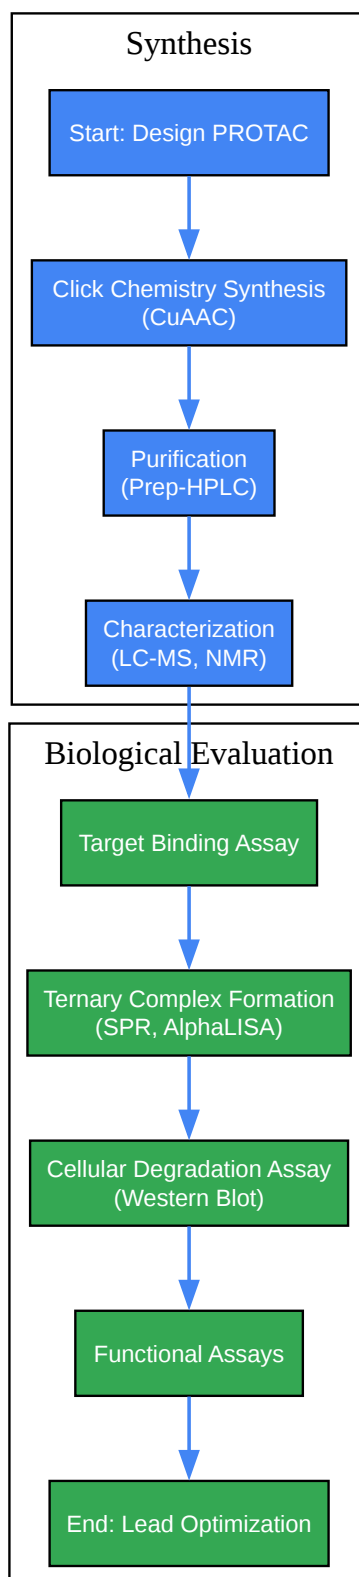 Synthesis
Start: Design PROTAC
Click Chemistry Synthesis
(CuAAC)
Purification
(Prep-HPLC)
Characterization
(LC-MS, NMR)
Biological Evaluation
Target Binding Assay
Ternary Complex Formation
(SPR, AlphaLISA)
Cellular Degradation Assay
(Western Blot)
Functional Assays
End: Lead Optimization